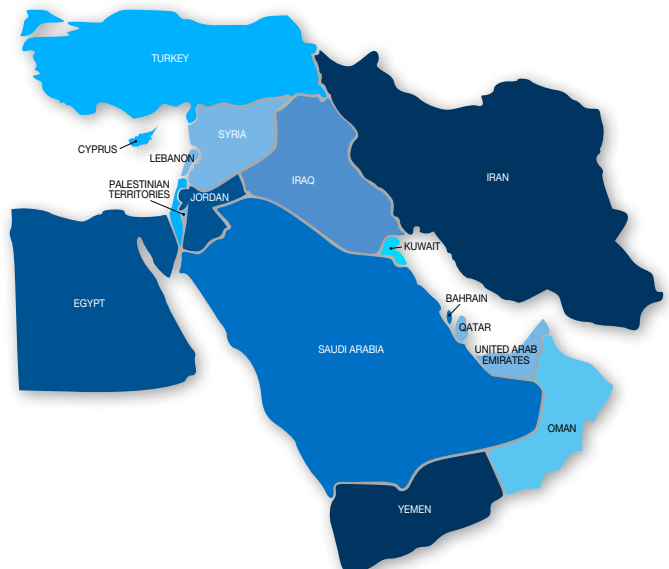 TURKEY
SYRIA
CYPRUS
LEBANON
IRAQ
IRAN
PALESTINIAN
TERRITORIES
JORDAN
KUWAIT
EGYPT
BAHRAIN
QATAR
SAUDI ARABIA
UNITED ARAB
EMIRATES
OMAN
YEMEN